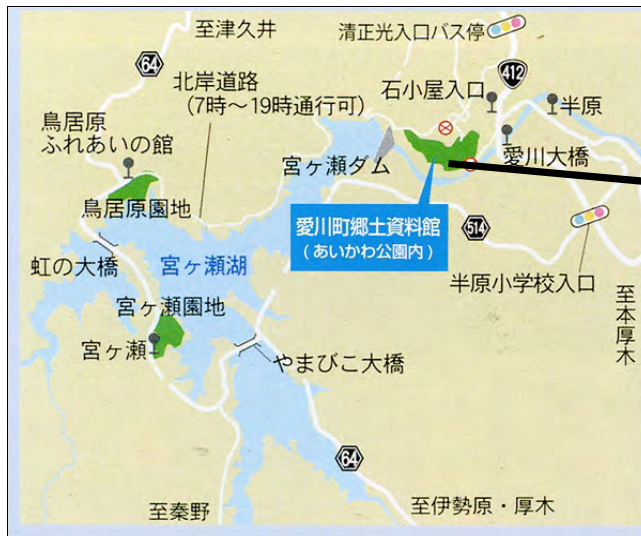 至津久井
清正光入口バス停
64
412
北岸道路
(7時～19時通行可)
石小屋入口
半原
鳥居原
ふれあいの館
宮ヶ瀬ダム
愛川大橋
鳥居原園地
愛川町郷土資料館
(あいかわ公園内)
514
虹の大橋
宮ヶ瀬湖
半原小学校入口
宮ヶ瀬園地
至本厚木
宮ヶ瀬
やまびこ大橋
64
至秦野
至伊勢原・厚木